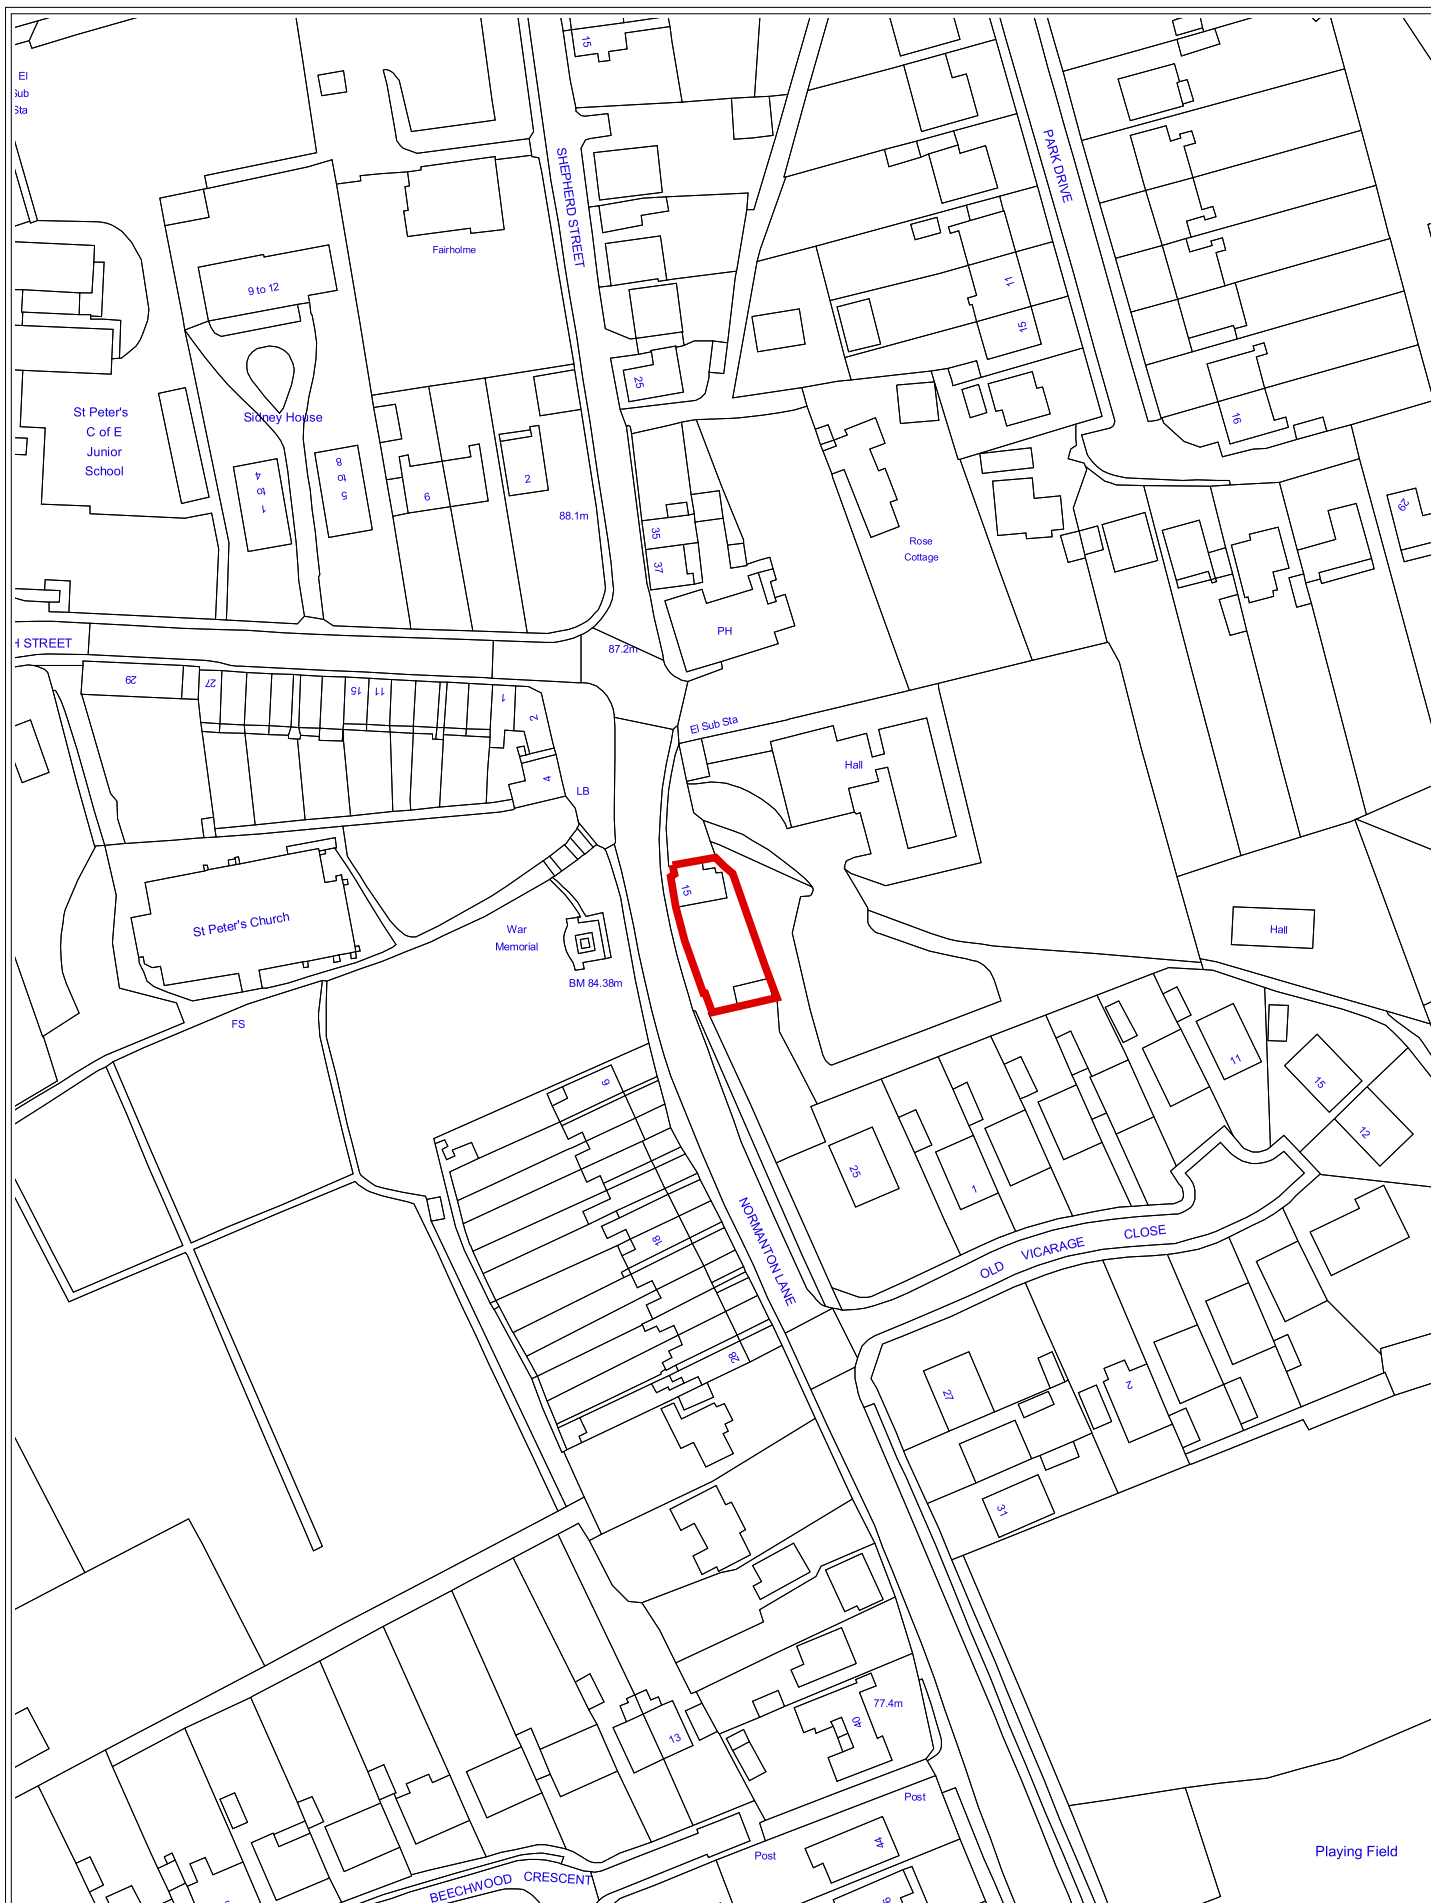 El
Sub
Sta
15
SHEPHERD STREET
PARK DRIVE
Fairholme
9 to 12
11
15
25
St Peter's
C of E
Junior
School
Sidney House
16
1 to 4
5 to 8
6
2
88.1m
35
37
Rose
Cottage
29
PH
H STREET
87.2m
29
27
15
11
1
2
4
El Sub Sta
Hall
LB
15
St Peter's Church
War
Memorial
Hall
BM 84.38m
FS
11
15
12
9
25
1
18
NORMANTON LANE
OLD VICARAGE CLOSE
28
27
2
31
77.4m
13
40
Post
44
Post
Playing Field
BEECHWOOD CRESCENT